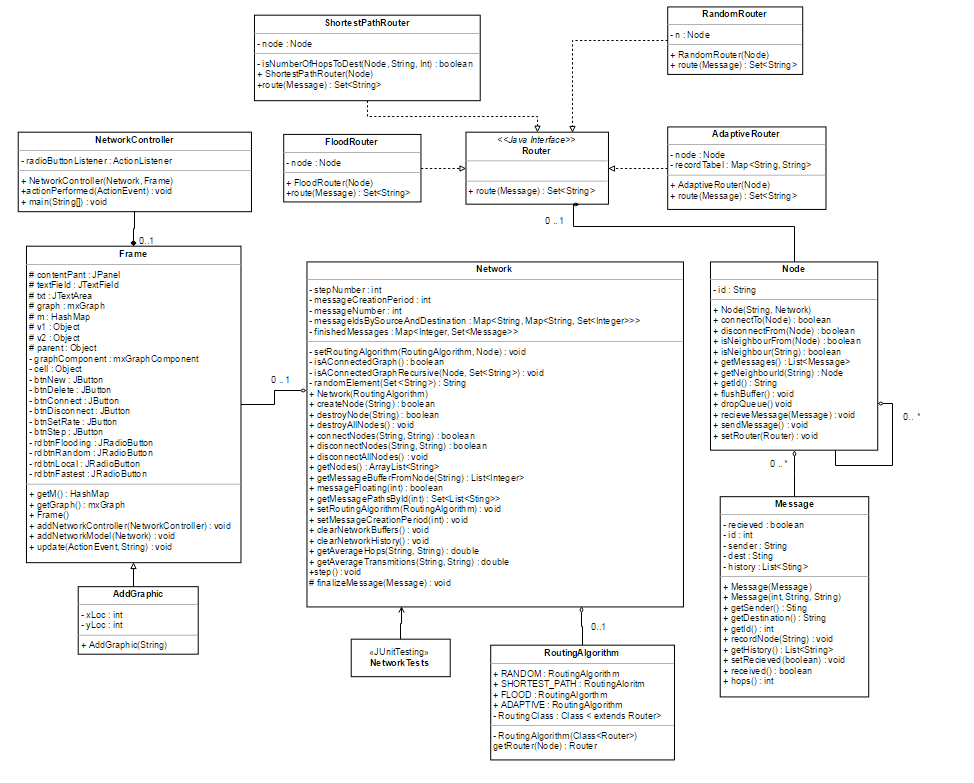 ShortestPathRouter
- node : Node
- isNumberOfHopsToDest(Node, String, Int) : boolean
+ ShortestPathRouter(Node)
+route(Message) : Set<String>
RandomRouter
- n : Node
+ RandomRouter(Node)
+ route(Message) : Set<String>
NetworkController
- radioButtonListener : ActionListener
+ NetworkController(Network, Frame)
+actionPerformed(ActionEvent) : void
+ main(String[]) : void
FloodRouter
- node : Node
+ FloodRouter(Node)
+route(Message) : Set<String>
<<Java Interface>>
Router
+ route(Message) : Set<String>
AdaptiveRouter
- node : Node
- recordTabel : Map<String, String>
+ AdaptiveRouter(Node)
+ route(Message) : Set<String>
0 .. 1
0..1
Frame
# contentPant : JPanel
# textField : JTextField
# txt : JTextArea
# graph : mxGraph
# m : HashMap
# v1 : Object
# v2 : Object
# parent : Object
- graphComponent : mxGraphComponent
- cell : Object
- btnNew : JButton
- btnDelete : JButton
- btnConnect : JButton
- btnDisconnect : JButton
- btnSetRate : JButton
- btnStep : JButton
- rdbtnFlooding : JRadioButton
- rdbtnRandom : JRadioButton
- rdbtnLocal : JRadioButton
- rdbtnFastest : JRadioButton
+ getM() : HashMap
+ getGraph() : mxGraph
+ Frame()
+ addNetworkController(NetworkController) : void
+ addNetworkModel(Network) : void
+ update(ActionEvent, String) : void
0 .. 1
Network
- stepNumber : int
- messageCreationPeriod : int
- messageNumber : int
- messageIdsBySourceAndDestination : Map<String, Map<String, Set<Integer>>>
- finishedMessages : Map<Integer, Set<Message>>
- setRoutingAlgorithm(RoutingAlgorithm, Node) : void
- isAConnectedGraph() : boolean
- isAConnectedGraphRecursive(Node, Set<String>) : void
- randomElement(Set <String>) : String
+ Network(RoutingAlgorithm)
+ createNode(String) : boolean
+ destroyNode(String) : boolean
+ destroyAllNodes() : void
+ connectNodes(String, String) : boolean
+ disconnectNodes(String, String) : boolean
+ disconnectAllNodes() : void
+ getNodes() : ArrayList<String>
+ getMessageBufferFromNode(String) : List<Integer>
+ messageFloating(int) : boolean
+ getMessagePathsById(int) : Set<List<Sting>>
+ setRoutingAlgorithm(RoutingAlgorithm) : void
+ setMessageCreationPeriod(int) : void
+ clearNetworkBuffers() : void
+ clearNetworkHistory() : void
+ getAverageHops(String, String) : double
+ getAverageTransmitions(String, String) : double
+step() : void
# finalizeMessage(Message) : void
Node
- id : String
+ Node(String, Network)
+ connectTo(Node) : boolean
+ disconnectFrom(Node) : boolean
+ isNeighbourFrom(Node) : boolean
+ isNeighbour(String) : boolean
+ getMessages() : List<Message>
+ getNeighbourId(String) : Node
+ getId() : String
+ flushBuffer() : void
+ dropQueue() void
+ recieveMessage(Message) : void
+ sendMessage() : void
+ setRouter(Router) : void
0.. *
0 .. *
AddGraphic
- xLoc : int
- yLoc : int
+ AddGraphic(String)
«JUnitTesting»
NetworkTests
0..1
RoutingAlgorithm
+ RANDOM : RoutingAlgorithm
+ SHORTEST_PATH : RoutingAloritm
+ FLOOD : RoutingAlgorthm
+ ADAPTIVE : RoutingAlgorithm
- RoutingClass : Class < extends Router>
- RoutingAlgorithm(Class<Router>)
getRouter(Node) : Router
Message
- recieved : boolean
- id : int
- sender : String
- dest : Sting
- history : List<Sting>
+ Message(Message)
+ Message(int, String, String)
+ getSender() : Sting
+ getDestination() : String
+ getId() : int
+ recordNode(String) : void
+ getHistory() : List<String>
+ setRecieved(boolean) : void
+ received() : boolean
+ hops() : int